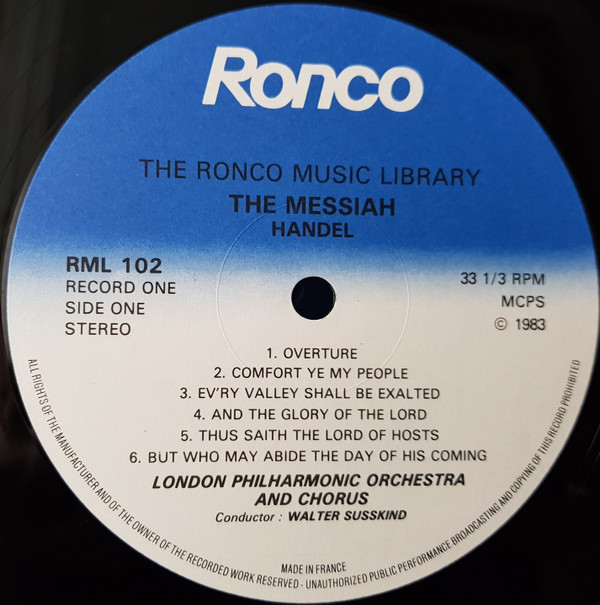 Ronco
THE RONCO MUSIC LIBRARY
THE MESSIAH
HANDEL
RML 102
RECORD ONE
SIDE ONE
STEREO
33 1/3 RPM
MCPS
© 1983
1. OVERTURE
2. COMFORT YE MY PEOPLE
3. EV'RY VALLEY SHALL BE EXALTED
4. AND THE GLORY OF THE LORD
5. THUS SAITH THE LORD OF HOSTS
6. BUT WHO MAY ABIDE THE DAY OF HIS COMING
LONDON PHILHARMONIC ORCHESTRA
AND CHORUS
Conductor : WALTER SUSSKIND
MADE IN FRANCE
ALL RIGHTS OF THE MANUFACTURER AND OF THE OWNER OF THE RECORDED WORK RESERVED - UNAUTHORIZED PUBLIC PERFORMANCE BROADCASTING AND COPYING OF THIS RECORD PROHIBITED